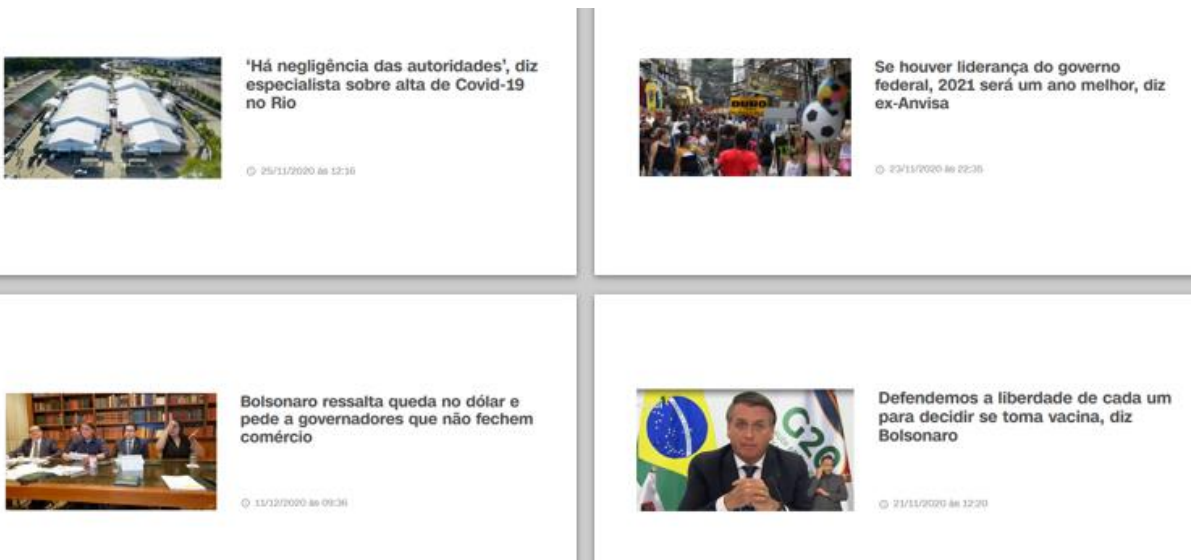 'Há negligência das autoridades', diz
especialista sobre alta de Covid-19
no Rio
25/11/2020 às 12:16
Se houver liderança do governo
federal, 2021 será um ano melhor, diz
ex-Anvisa
23/11/2020 às 22:35
OURO
Bolsonaro ressalta queda no dólar e
pede a governadores que não fechem
comércio
11/12/2020 às 09:36
Defendemos a liberdade de cada um
para decidir se toma vacina, diz
Bolsonaro
21/11/2020 às 12:20
G20